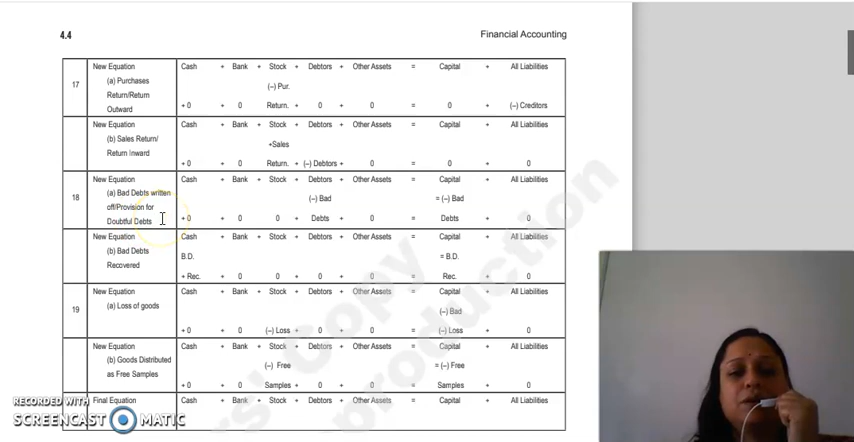 4.4 Financial Accounting
New Equation Cash + Bank + Stock + Debtors + Other Assets = Capital + All Liabilities
(a) Purchases (–) Pur.
17 Return/Return
Outward + 0 + 0 Return. + 0 + 0 = 0 + (–) Creditors
New Equation Cash + Bank + Stock + Debtors + Other Assets = Capital + All Liabilities
(b) Sales Return/ +Sales
Return Inward
+ 0 + 0 Return. + (–) Debtors + 0 = 0 + 0
New Equation Cash + Bank + Stock + Debtors + Other Assets = Capital + All Liabilities
18 (a) Bad Debts written (–) Bad = (–) Bad
off/Provision for
Doubtful Debts + 0 + 0 0 + Debts + 0 Debts + 0
New Equation Cash + Bank + Stock + Debtors + Other Assets = Capital + All Liabilities
(b) Bad Debts B.D. = B.D.
Recovered
+ Rec. + 0 0 + 0 + 0 Rec. + 0
New Equation Cash + Bank + Stock + Debtors + Other Assets = Capital + All Liabilities
19 (a) Loss of goods (–) Bad
+ 0 + 0 (–) Loss + 0 + 0 = (–) Loss + 0
New Equation Cash + Bank + Stock + Debtors + Other Assets = Capital + All Liabilities
(b) Goods Distributed (–) Free = (–) Free
as Free Samples
+ 0 + 0 Samples + 0 + 0 = Samples + 0
Final Equation Cash + Bank + Stock + Debtors + Other Assets = Capital + All Liabilities
RECORDED WITH
SCREENCAST MATIC